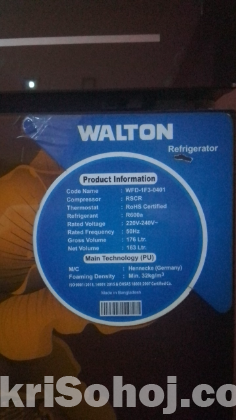 WALTON
Refrigerator
Product Information
Code Name : WFD-1F3-0401
Compressor : RSCR
Thermostat : RoHS Certified
Refrigerant : R600a
Rated Voltage : 220V-240V~
Rated Frequency : 50Hz
Gross Volume : 176 Ltr.
Net Volume : 163 Ltr.
Main Technology (PU)
M/C : Hennecke (Germany)
Foaming Density : Min. 32kg/m³
Made in Bangladesh
kriSohoj.co